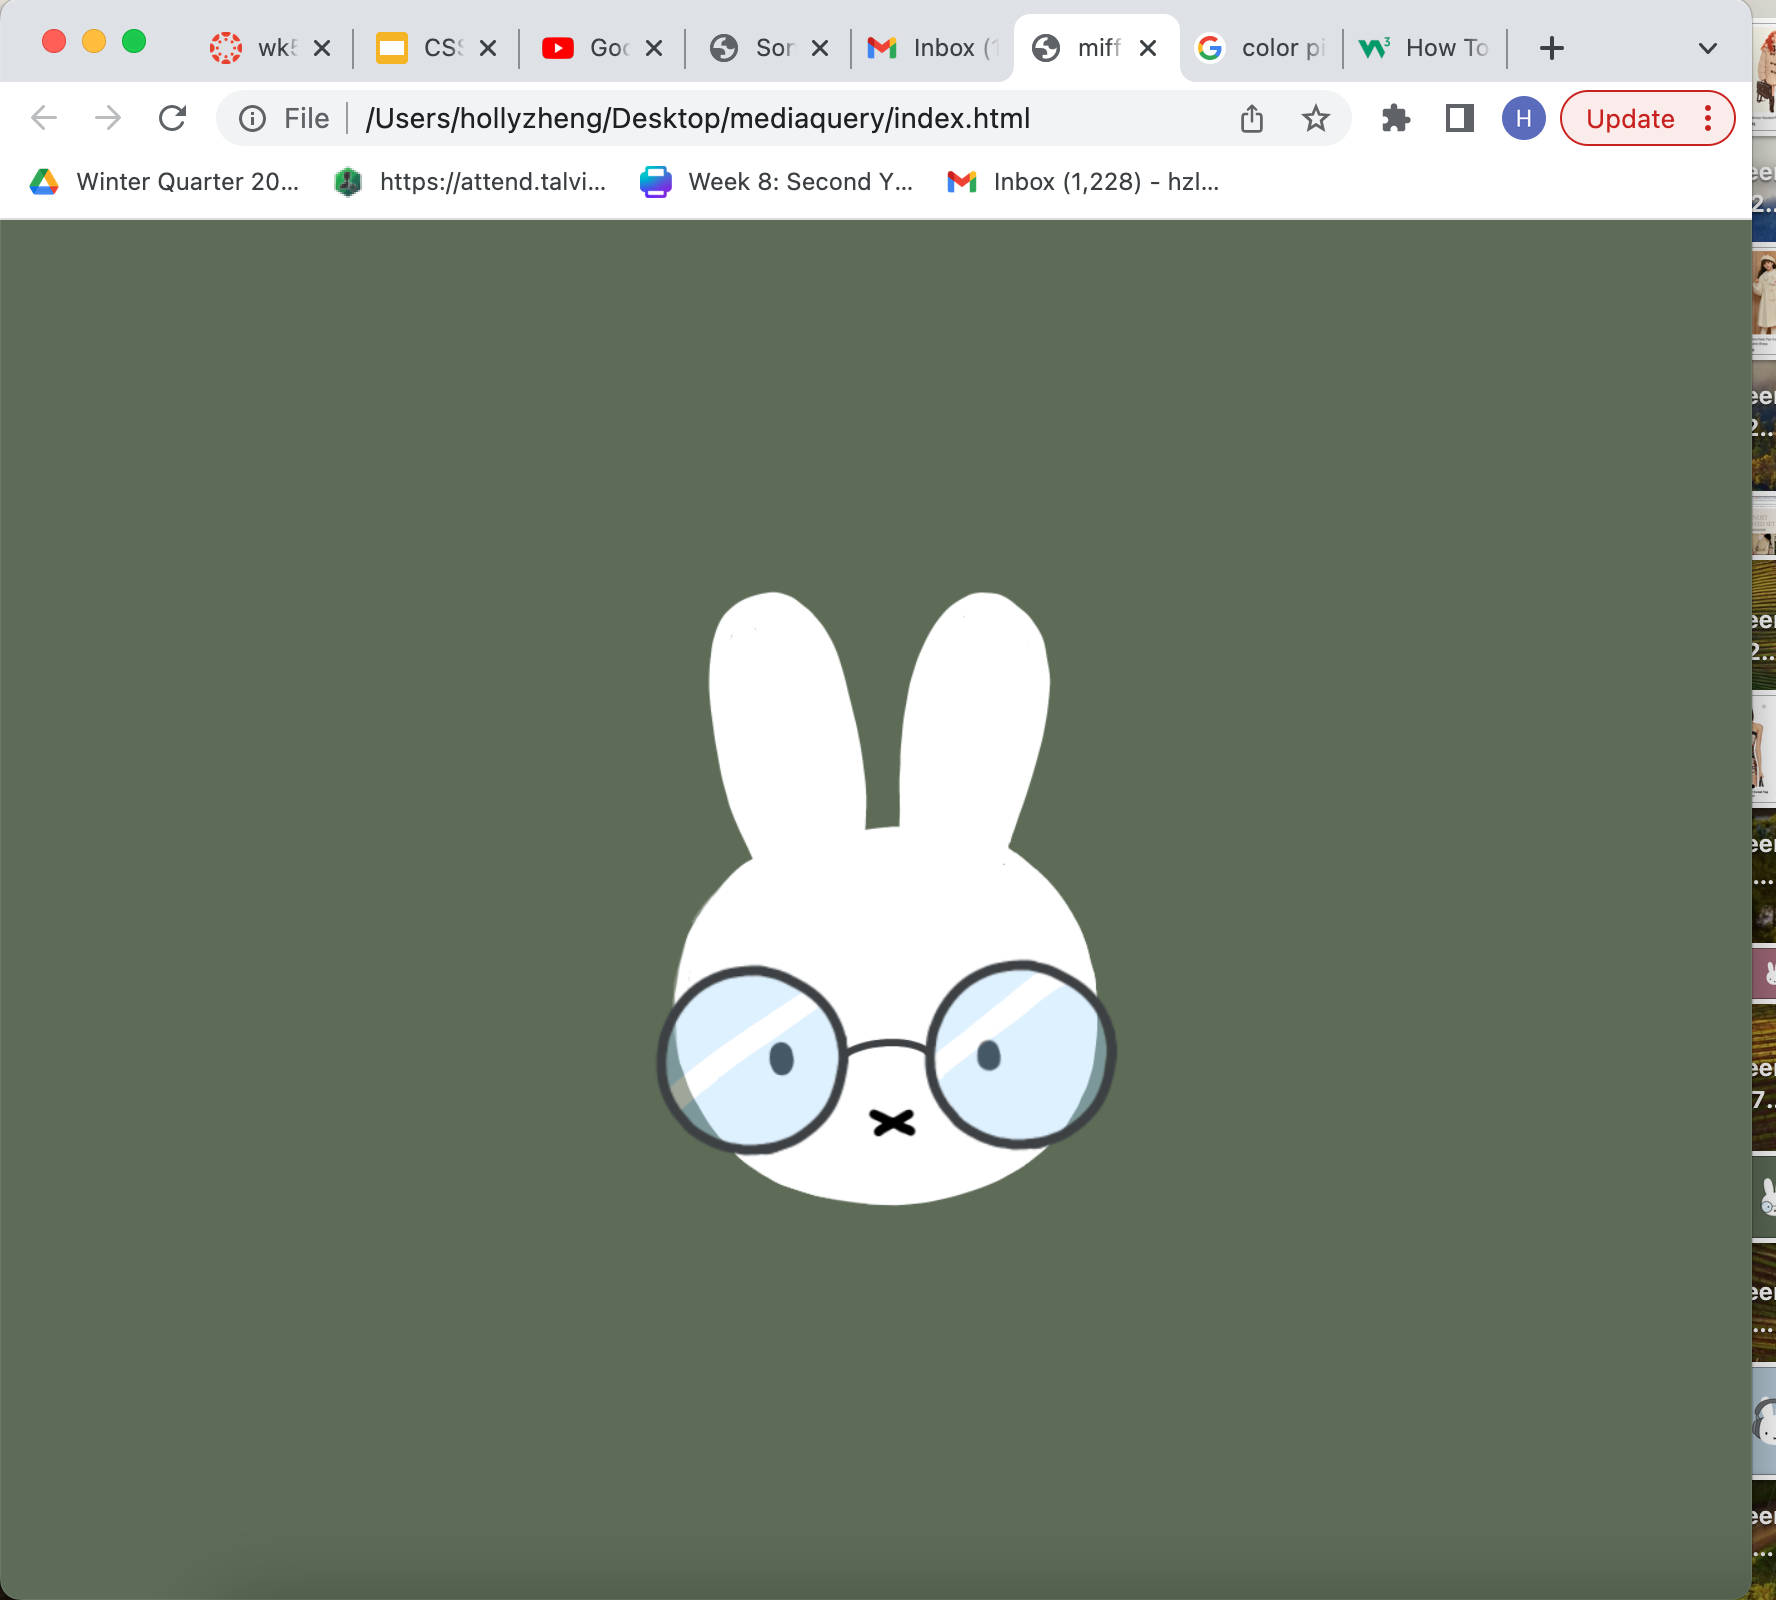 wk5
CSS
Goo
Sor
Inbox (1
miff
color pi
How To
File
/Users/hollyzheng/Desktop/mediaquery/index.html
H
Update
Winter Quarter 20...
https://attend.talvi...
Week 8: Second Y...
Inbox (1,228) - hzl...